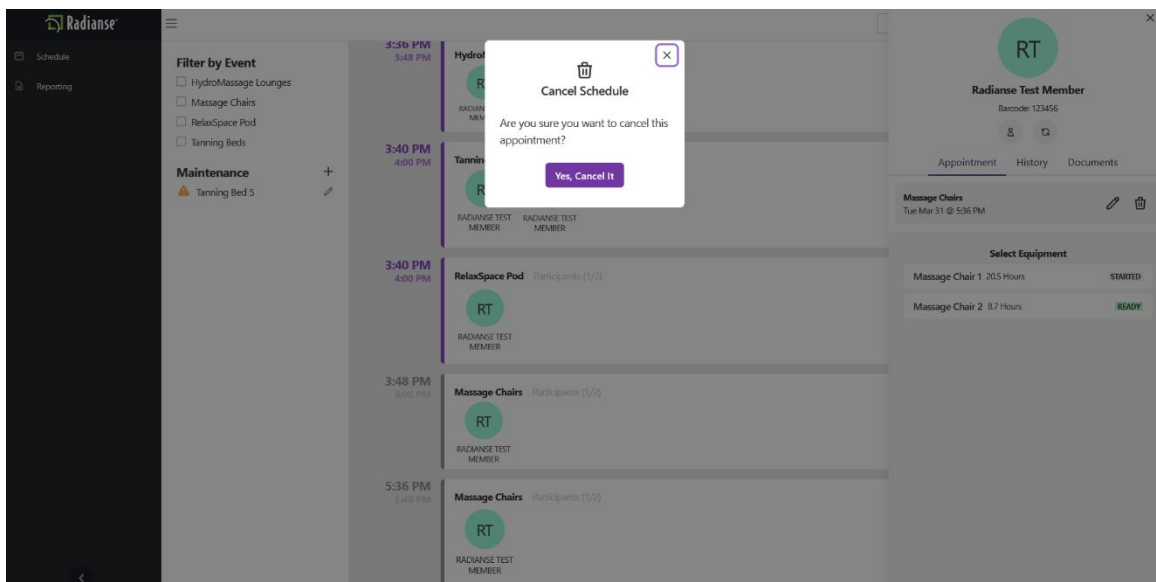 Radianse
Schedule
Reporting
Filter by Event
HydroMassage Lounges
Massage Chairs
RelaxSpace Pod
Tanning Beds
Maintenance
Tanning Bed 5
3:36 PM
3:48 PM
RT
MEMBER
3:40 PM
4:00 PM
RADIANSE TEST
MEMBER
RADIANSE TEST
MEMBER
3:40 PM
4:00 PM
RelaxSpace Pod Participants (1/2)
RT
RADIANSE TEST
MEMBER
3:48 PM
4:00 PM
Massage Chairs Participants (1/2)
RT
RADIANSE TEST
MEMBER
5:36 PM
5:48 PM
Massage Chairs Participants (1/2)
RT
RADIANSE TEST
MEMBER
Cancel Schedule
Are you sure you want to cancel this
appointment?
Yes, Cancel It
Radianse Test Member
Barcode: 123456
Appointment History Documents
Massage Chairs
Tue Mar 31 @ 5:36 PM
Select Equipment
Massage Chair 1 20.5 Hours STARTED
Massage Chair 2 8.7 Hours READY